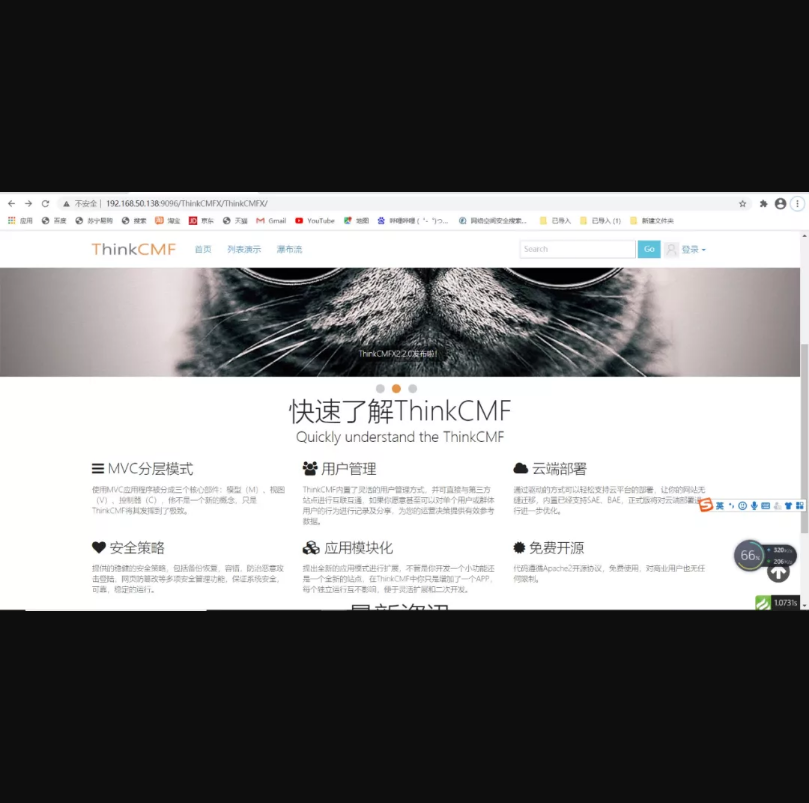 不安全 | 192.168.50.138:9096/ThinkCMFX/ThinkCMFX/
应用 百度 苏宁易购 搜索 淘宝 京东 天猫 Gmail YouTube 地图 哔哩哔哩 ( ゜- ゜)つ... 网络空间安全搜索... 已导入 已导入 (1) 新建文件夹
ThinkCMF 首页 列表演示 瀑布流 Search Go 登录
ThinkCMFX2.2.0发布啦!
快速了解ThinkCMF
Quickly understand the ThinkCMF
MVC分层模式
使用MVC应用程序被分成三个核心部件:模型(M)、视图
(V)、控制器(C),他不是一个新的概念,只是
ThinkCMF将其发挥到了极致。
用户管理
ThinkCMF内置了灵活的用户管理方式,并可直接与第三方
站点进行互联互通,如果你愿意甚至可以对单个用户或群体
用户的行为进行记录及分享,为您的运营决策提供有效参考
数据。
云端部署
通过驱动的方式可以轻松支持云平台的部署,让你的网站无
缝迁移,内置已经支持SAE、BAE,正式版将对云端部署进
行进一步优化。
英
安全策略
提供的稳健的安全策略,包括备份恢复,容错,防治恶意攻
击登陆,网页防篡改等多项安全管理功能,保证系统安全,
可靠,稳定的运行。
应用模块化
提出全新的应用模式进行扩展,不管是你开发一个小功能还
是一个全新的站点,在ThinkCMF中你只是增加了一个APP,
每个独立运行互不影响,便于灵活扩展和二次开发。
免费开源
代码遵循Apache2开源协议,免费使用,对商业用户也无任
何限制。
66%
最新资讯
1.0731s